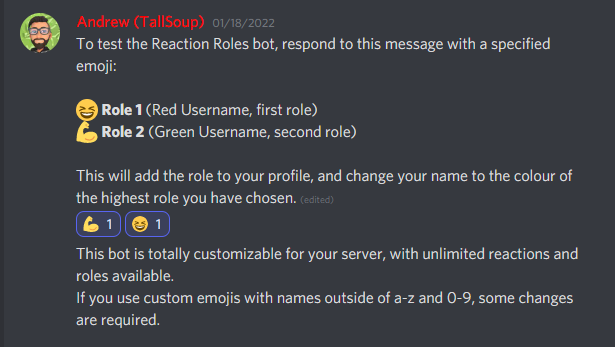 Andrew (TallSoup) 01/18/2022
To test the Reaction Roles bot, respond to this message with a specified
emoji:
😆 Role 1 (Red Username, first role)
💪 Role 2 (Green Username, second role)
This will add the role to your profile, and change your name to the colour of
the highest role you have chosen. (edited)
💪 1 😆 1
This bot is totally customizable for your server, with unlimited reactions and
roles available.
If you use custom emojis with names outside of a-z and 0-9, some changes
are required.